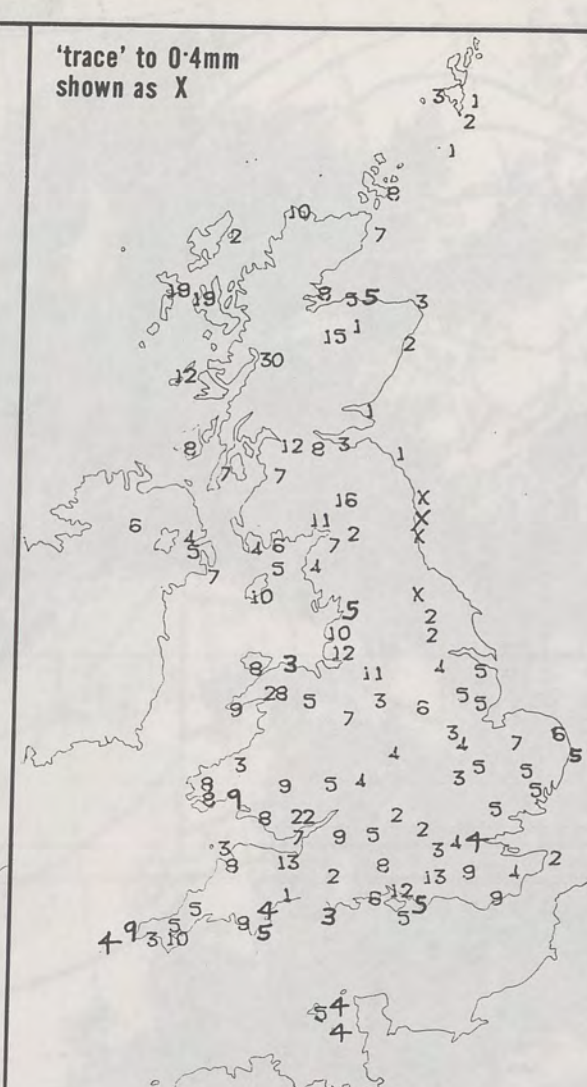 'trace' to 0·4mm
shown as X
3 1
2
1
8
10
2 7
18 19 8 5 5 3
15 1
2
30
12
1
8 12 8 3 1
7 7
16 X
6 11 X
4 4 6 7 2 X
5 5 4
7
10 X
5 2
10 2
8 3 12 4
11 5
9 28 5 3 6 5 5
7
3 4 7 6
4 5
3 5 5
8 9 5 4 3 5
8 9
8 22 2 5
7 9 5 2 3 4 4
3
8 13 8 2
2 13 9 4
1 6 12 5 9
5 4 3 5
4 9 5 9
3 10 5
5 4
4